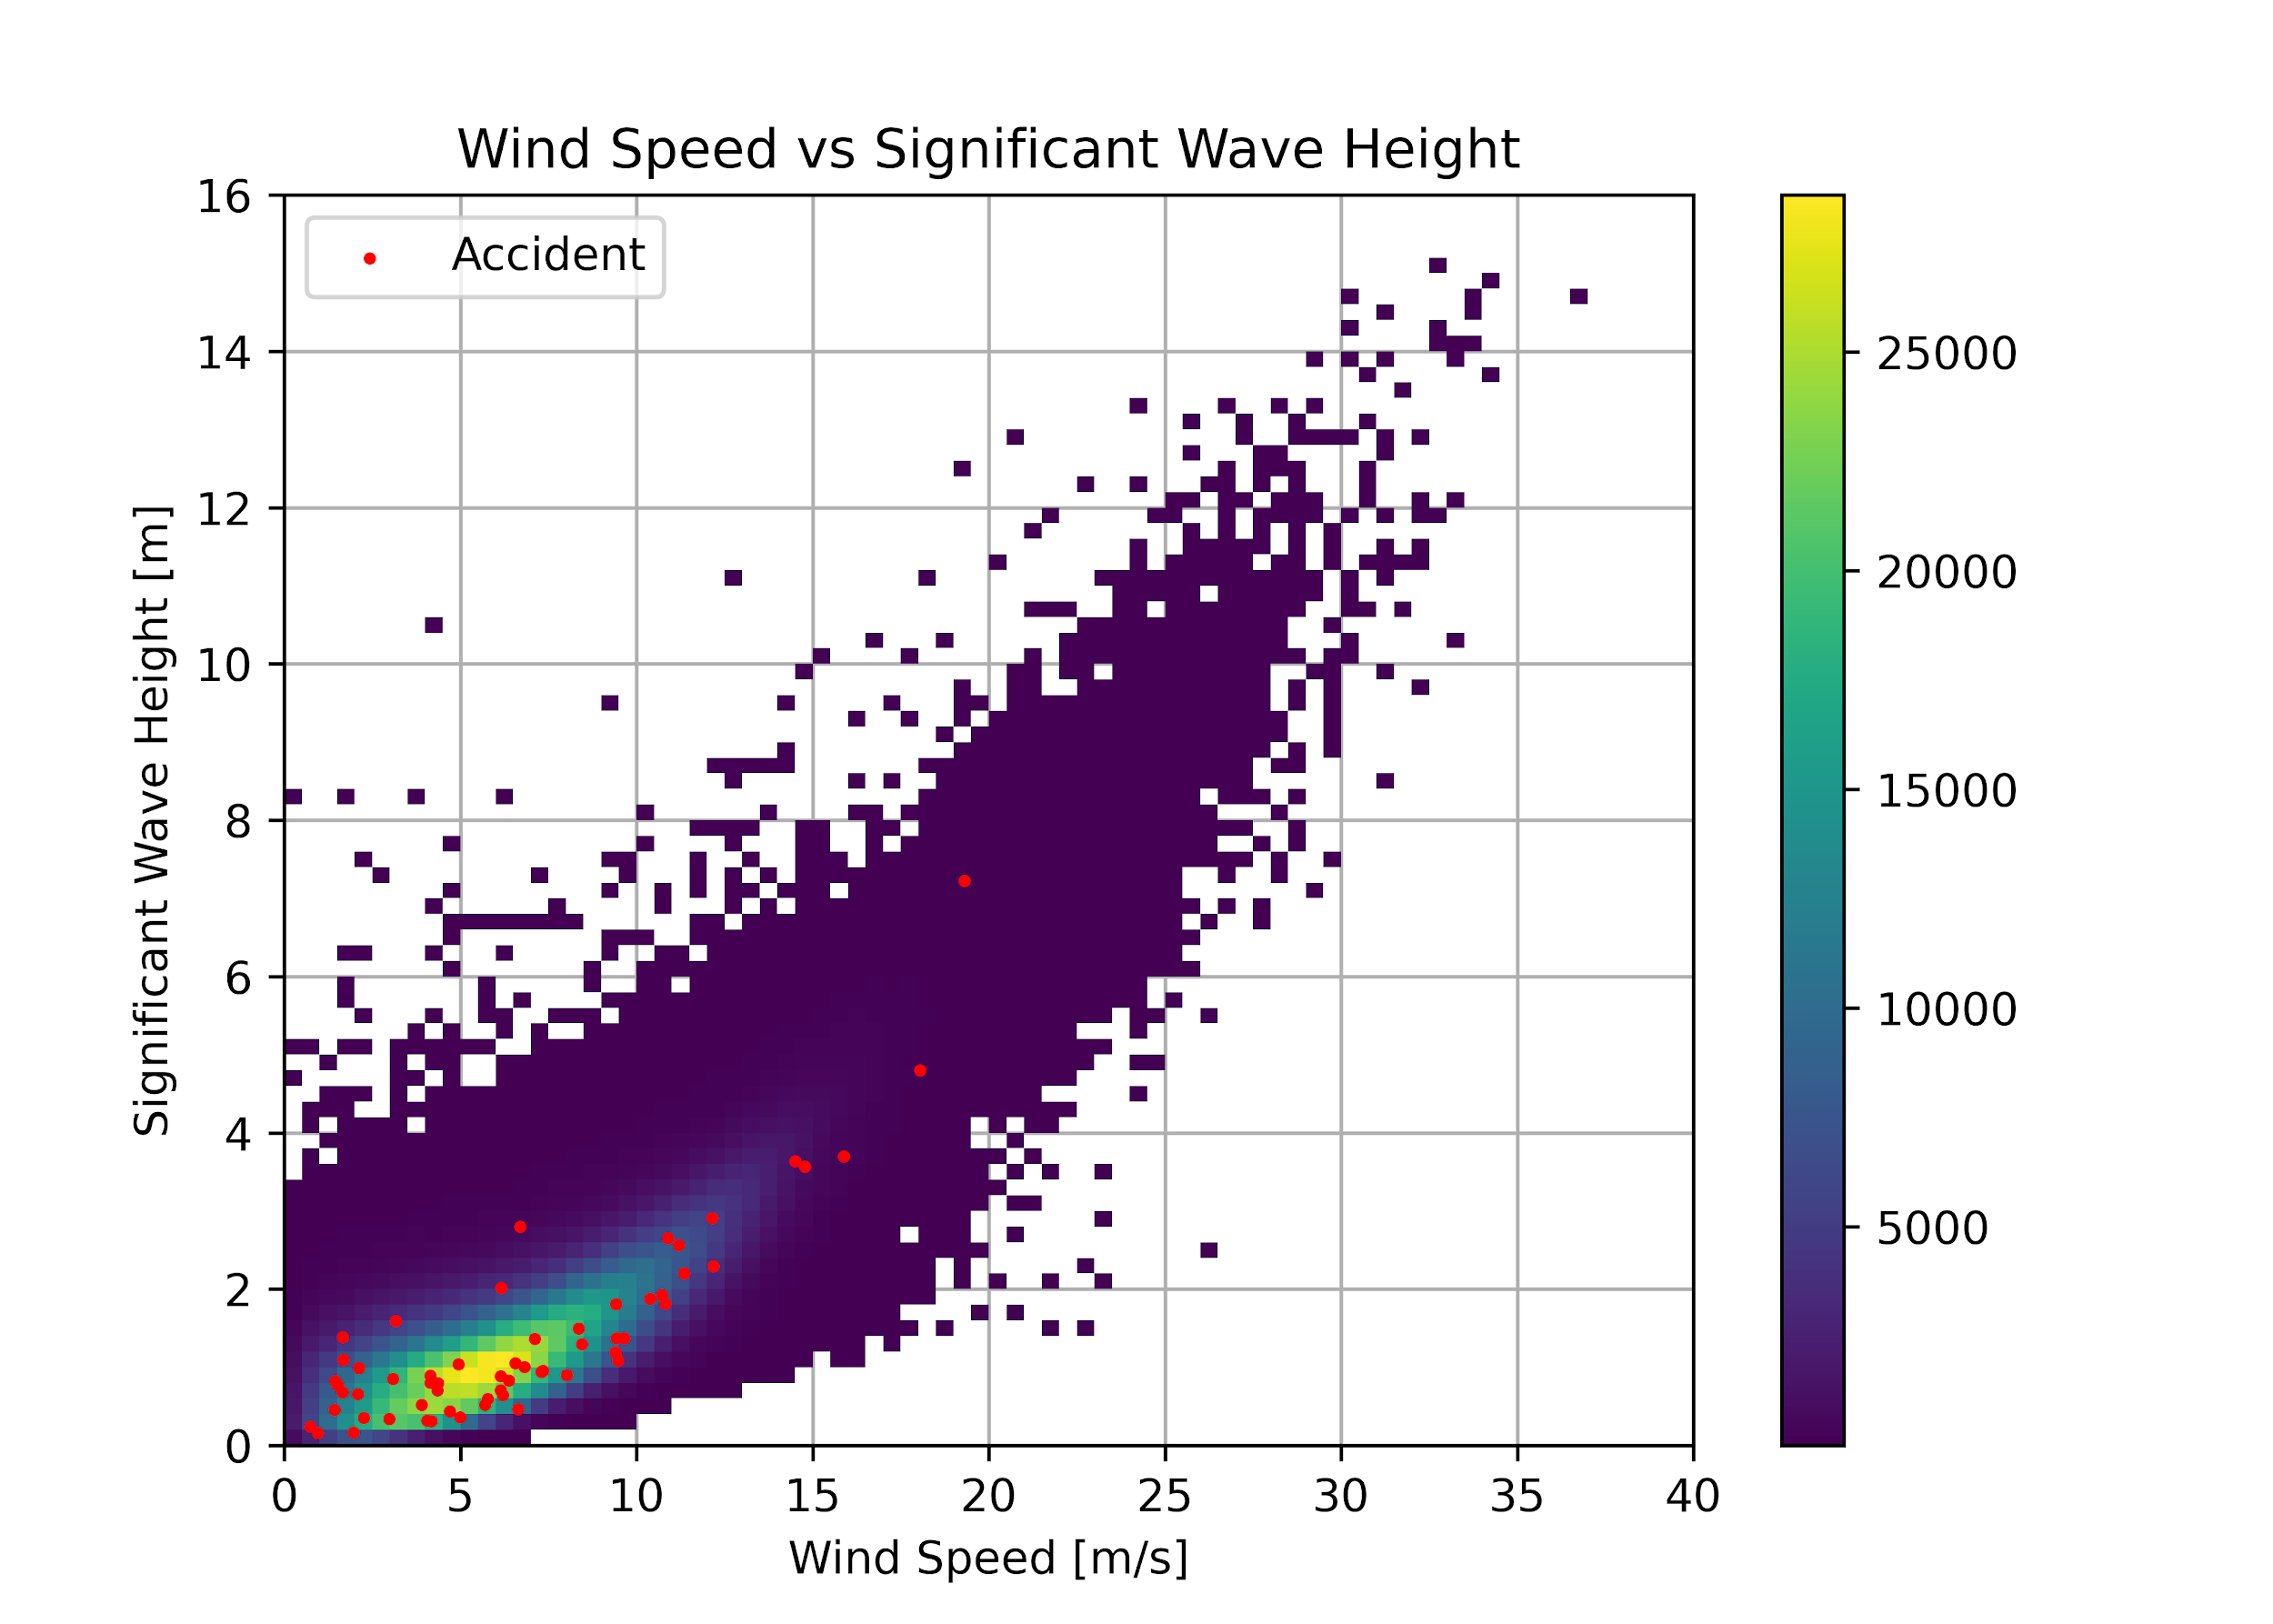 Wind Speed vs Significant Wave Height
Accident
16
14
12
10
8
6
4
2
0
Significant Wave Height [m]
0 5 10 15 20 25 30 35 40
Wind Speed [m/s]
25000
20000
15000
10000
5000